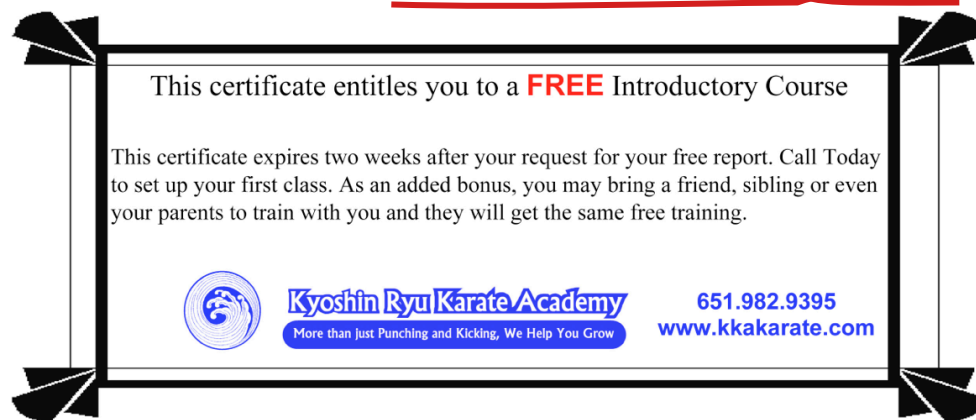 This certificate entitles you to a FREE Introductory Course
This certificate expires two weeks after your request for your free report. Call Today
to set up your first class. As an added bonus, you may bring a friend, sibling or even
your parents to train with you and they will get the same free training.
Kyoshin Ryu Karate Academy
More than just Punching and Kicking, We Help You Grow
651.982.9395
www.kkakarate.com